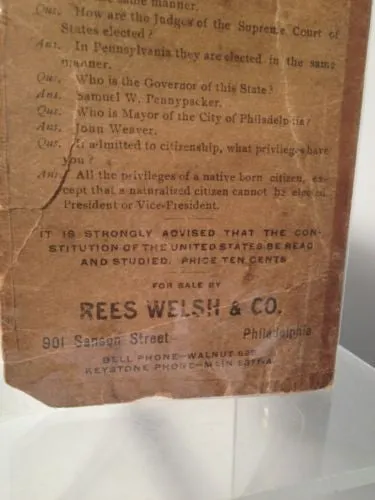 same manner.
Que. How are the Judges of the Supreme Court of
States elected?
Ans. In Pennsylvania they are elected in the same
manner.
Que. Who is the Governor of this State?
Ans. Samuel W. Pennypacker.
Que. Who is Mayor of the City of Philadelphia?
Ans. John Weaver.
Que. If admitted to citizenship, what privileges have
you?
Ans. All the privileges of a native born citizen, ex-
cept that a naturalized citizen cannot be elected
President or Vice-President.
IT IS STRONGLY ADVISED THAT THE CON-
STITUTION OF THE UNITED STATES BE READ
AND STUDIED. PRICE TEN CENTS
FOR SALE BY
REES WELSH & CO.
901 Sansom Street Philadelphia
BELL PHONE—WALNUT
KEYSTONE PHONE—MAIN